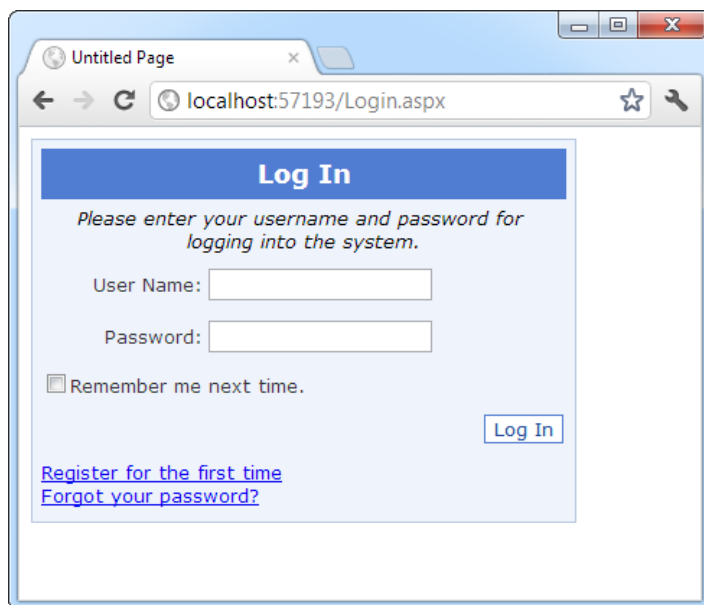 Untitled Page
localhost:57193/Login.aspx
Log In
Please enter your username and password for
logging into the system.
User Name:
Password:
Remember me next time.
Log In
Register for the first time
Forgot your password?